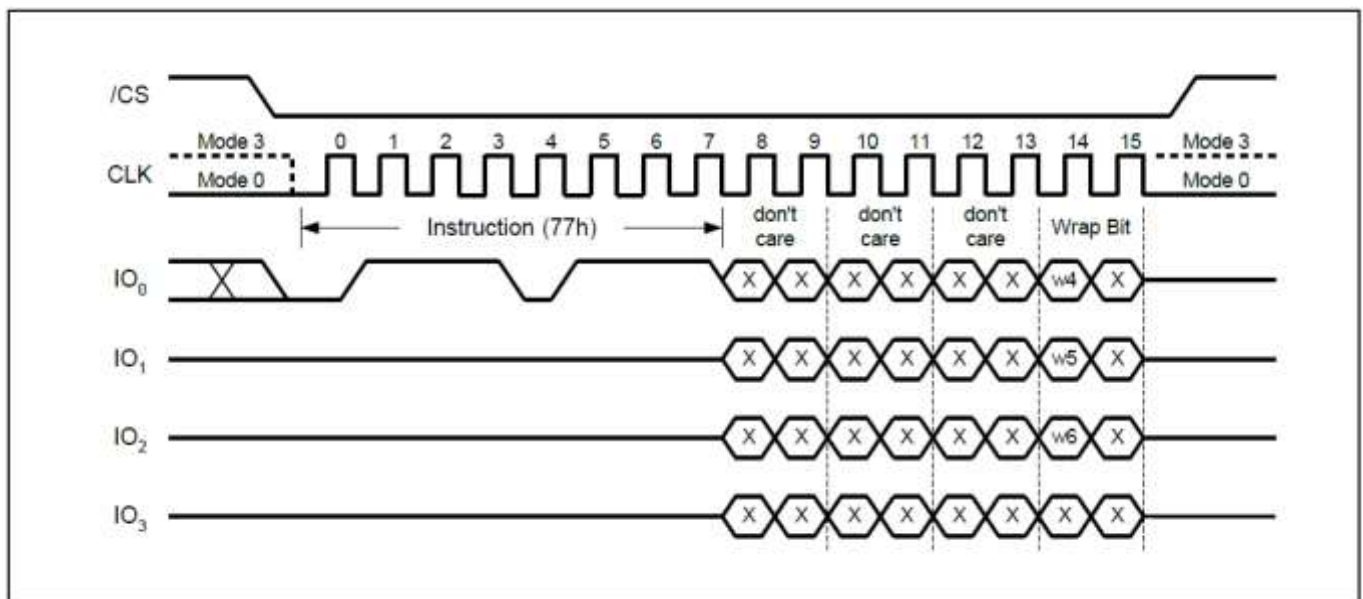 /CS
Mode 3 0 1 2 3 4 5 6 7 8 9 10 11 12 13 14 15 Mode 3
CLK
Mode 0 Mode 0
Instruction (77h) don't care don't care don't care Wrap Bit
IO0 X X X X X X X w4 X
IO1 X X X X X X w5 X
IO2 X X X X X X w6 X
IO3 X X X X X X X X